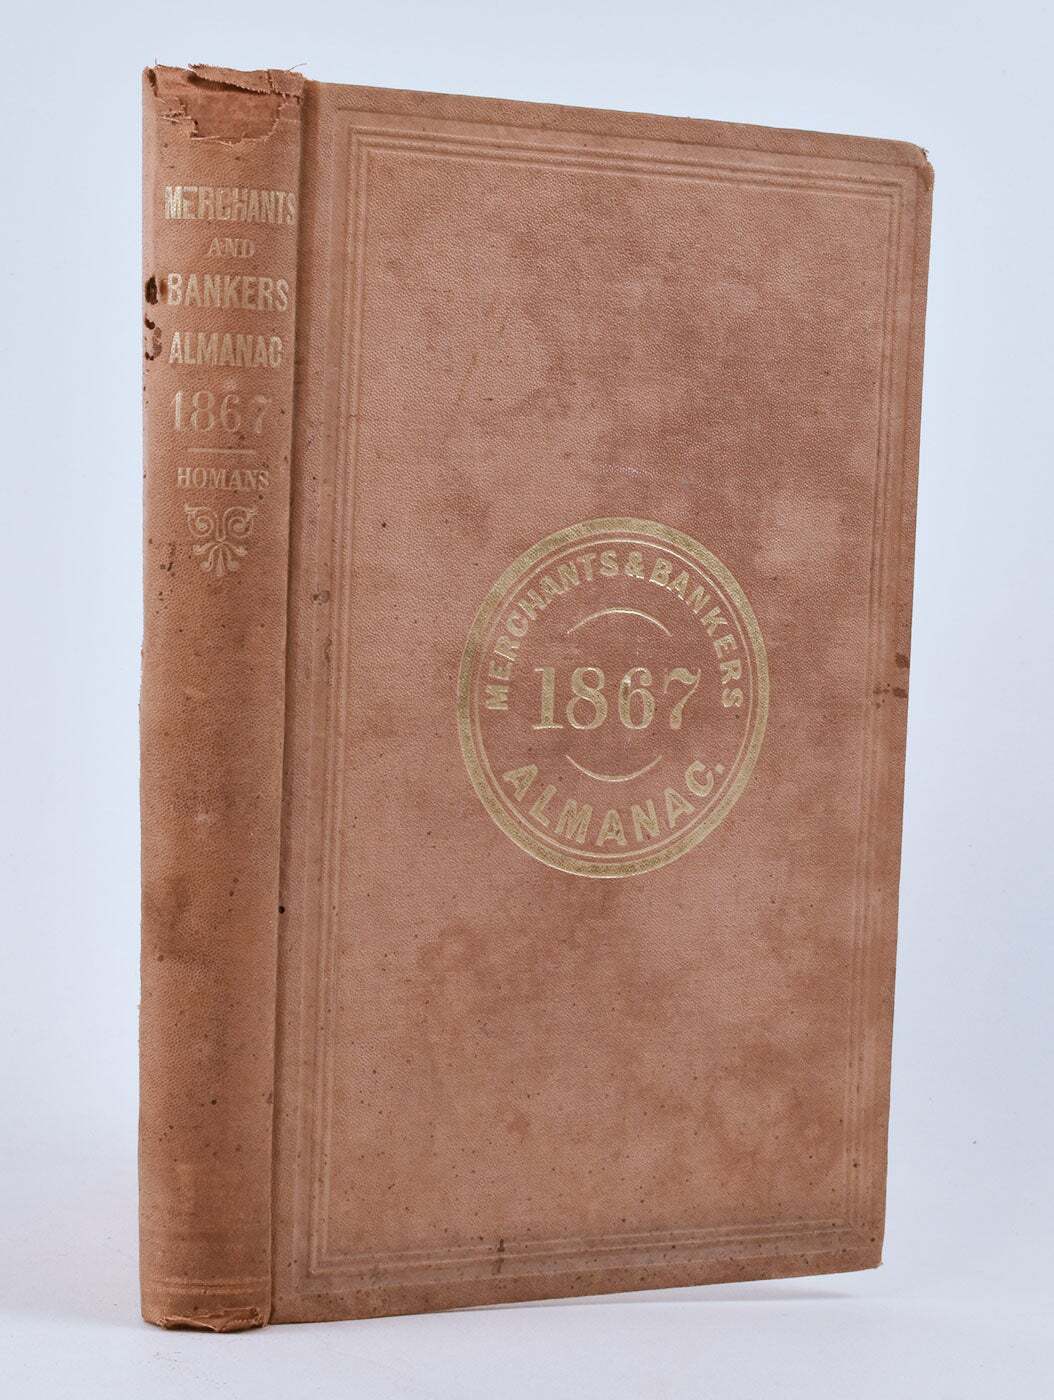 MERCHANTS
AND
BANKERS
ALMANAC
1867
HOMANS
MERCHANTS & BANKERS
1867
ALMANAC.